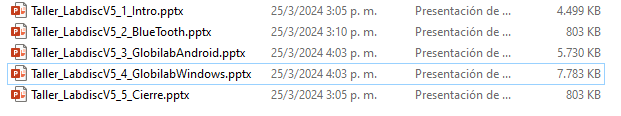 Taller_LabdiscV5_1_Intro.pptx 25/3/2024 3:05 p. m. Presentación de ... 4.499 KB
Taller_LabdiscV5_2_BlueTooth.pptx 25/3/2024 3:10 p. m. Presentación de ... 803 KB
Taller_LabdiscV5_3_GlobilabAndroid.pptx 25/3/2024 4:03 p. m. Presentación de ... 5.730 KB
Taller_LabdiscV5_4_GlobilabWindows.pptx 25/3/2024 4:03 p. m. Presentación de ... 7.783 KB
Taller_LabdiscV5_5_Cierre.pptx 25/3/2024 3:05 p. m. Presentación de ... 803 KB